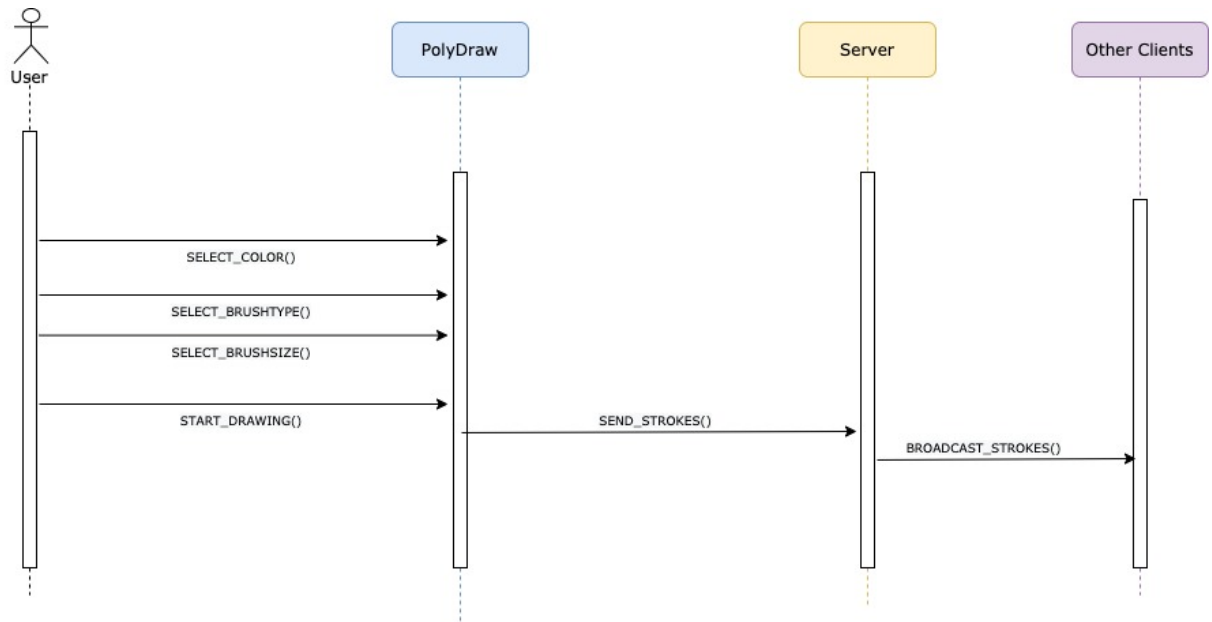 User
PolyDraw
Server
Other Clients
SELECT_COLOR()
SELECT_BRUSHTYPE()
SELECT_BRUSHSIZE()
START_DRAWING()
SEND_STROKES()
BROADCAST_STROKES()